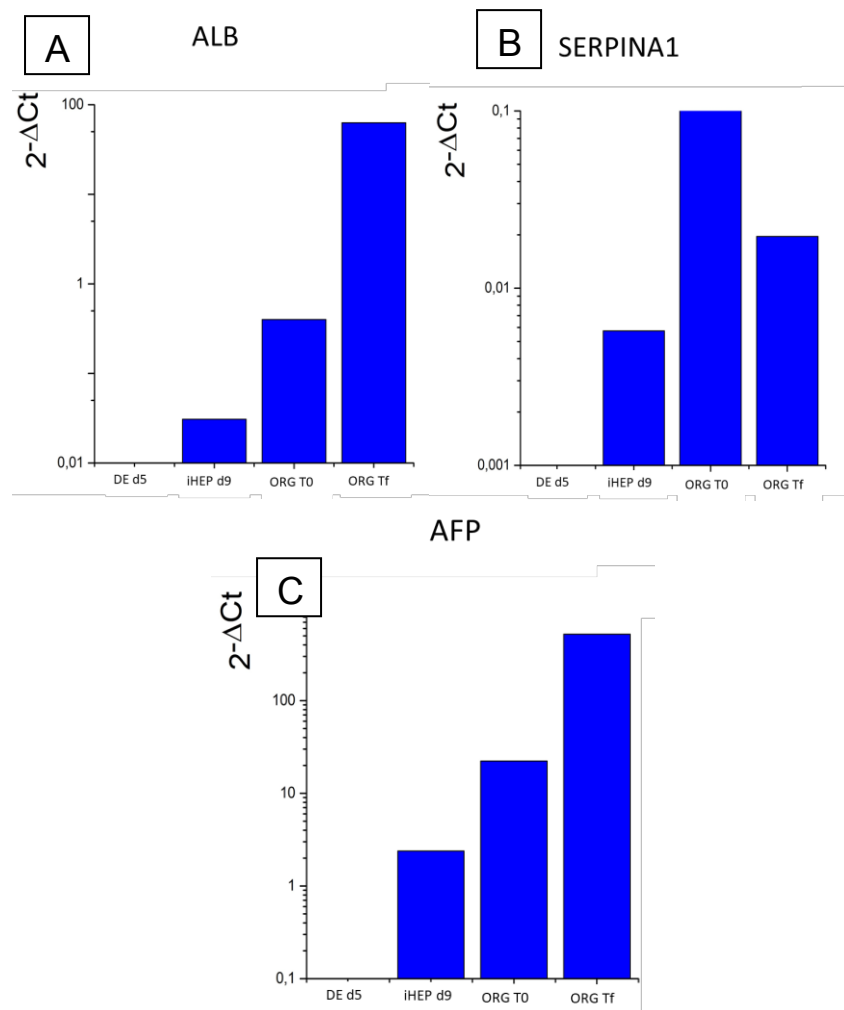 A
ALB
2-ΔCt
100
1
0,01
DE d5
iHEP d9
ORG T0
ORG Tf
B
SERPINA1
2-ΔCt
0,1
0,01
0,001
DE d5
iHEP d9
ORG T0
ORG Tf
AFP
C
2-ΔCt
100
10
1
0,1
DE d5
iHEP d9
ORG T0
ORG Tf